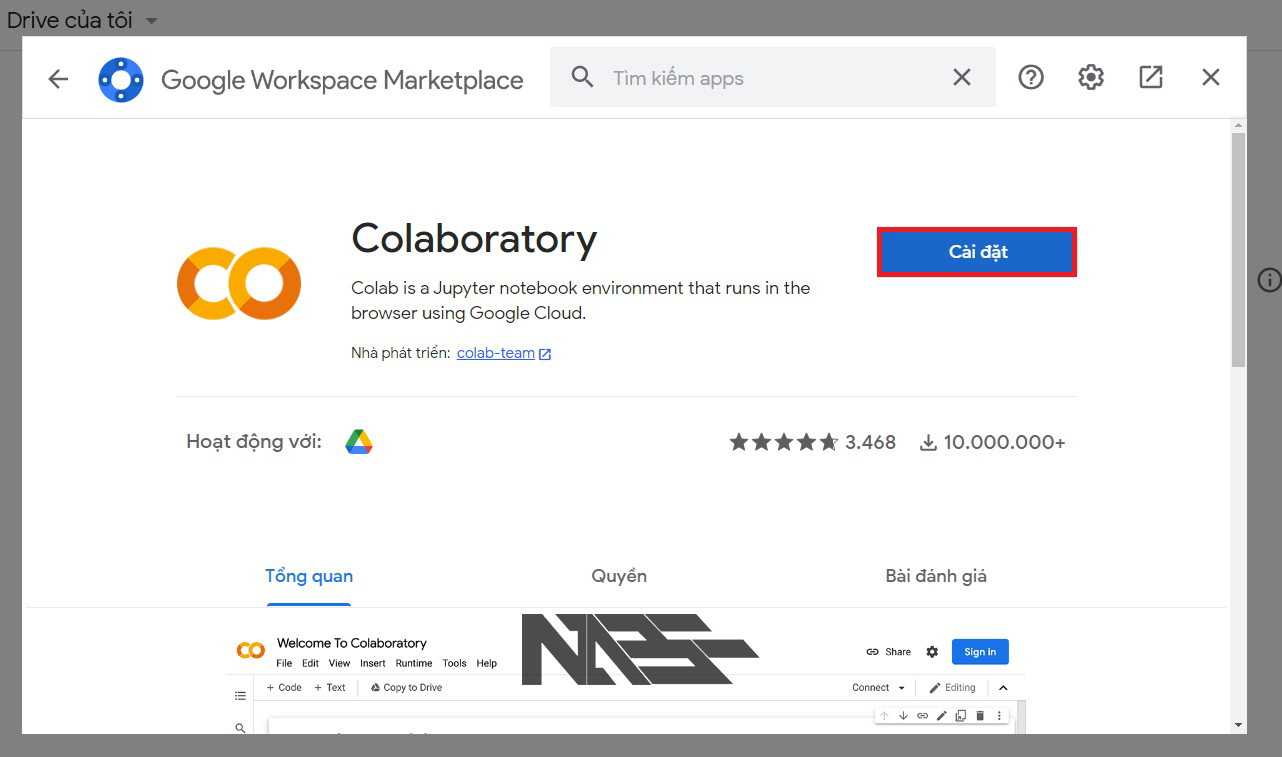 Drive của tôi
Google Workspace Marketplace
Tìm kiếm apps
Colaboratory
Cài đặt
Colab is a Jupyter notebook environment that runs in the
browser using Google Cloud.
Nhà phát triển: colab-team
Hoạt động với:
3.468
10.000.000+
Tổng quan
Quyền
Bài đánh giá
Welcome To Colaboratory
File Edit View Insert Runtime Tools Help
Share
Sign in
+ Code + Text Copy to Drive
Connect
Editing